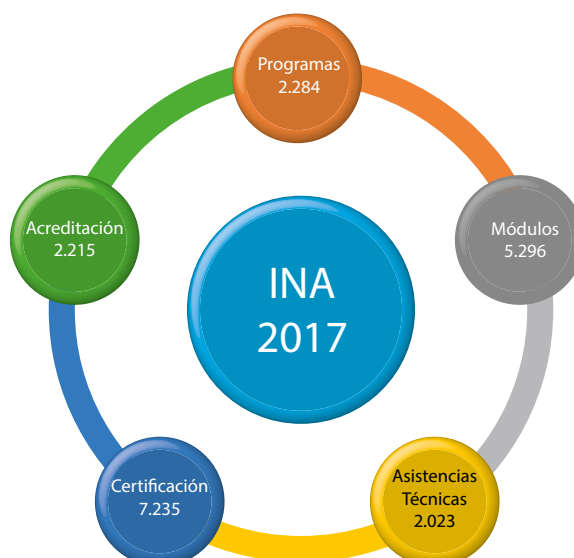 Programas
2.284
Módulos
5.296
Asistencias
Técnicas
2.023
Certificación
7.235
Acreditación
2.215
INA
2017